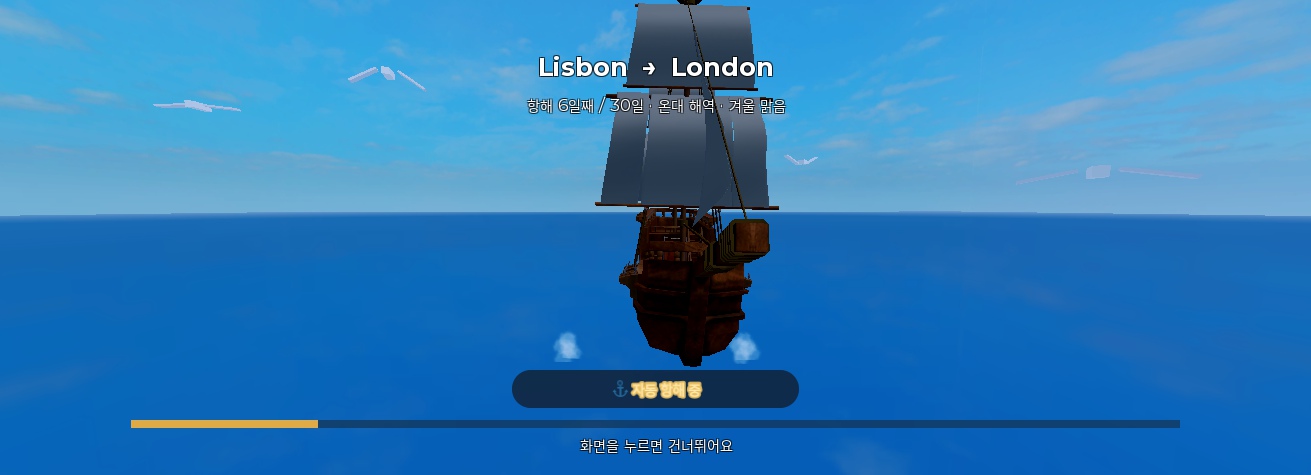 Lisbon → London
항해 6일째 / 30일 · 온대 해역 · 겨울 맑음
⚓ 자동 항해 중
화면을 누르면 건너뛰어요